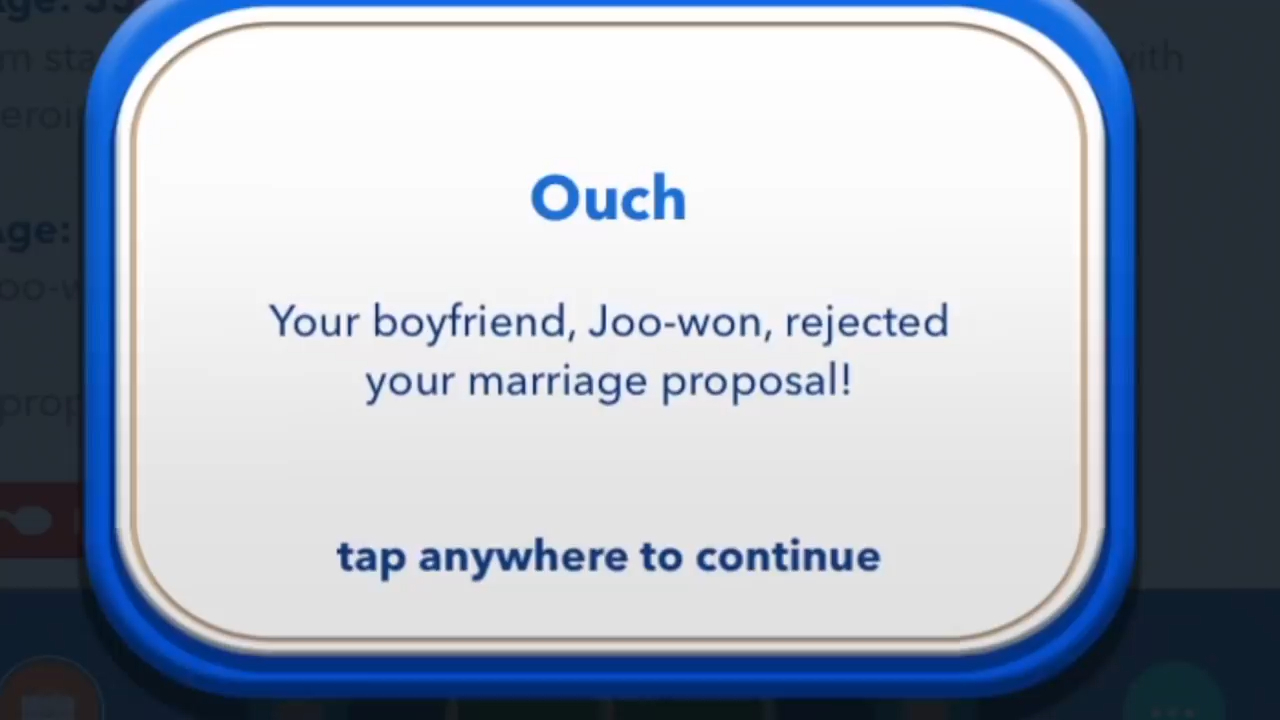 Ouch
Your boyfriend, Joo-won, rejected
your marriage proposal!
tap anywhere to continue